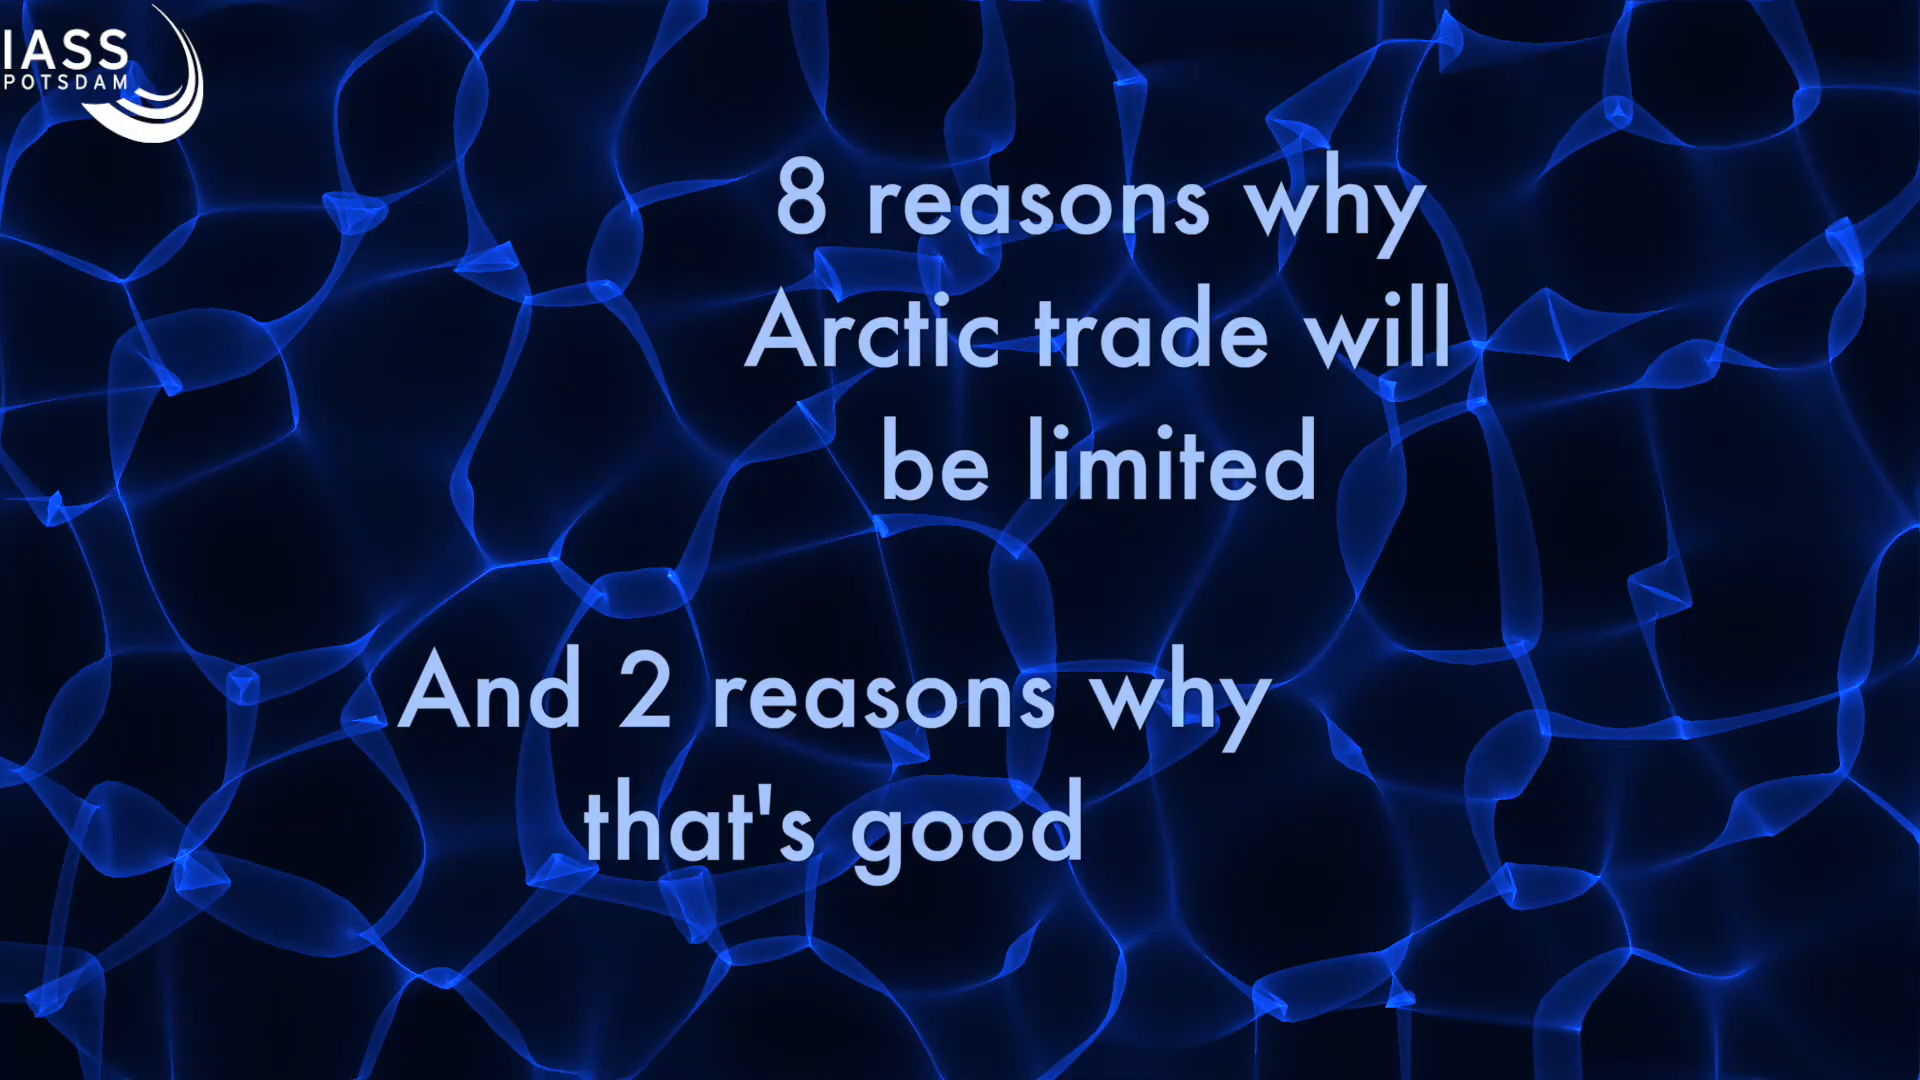 IASS
POTSDAM
8 reasons why
Arctic trade will
be limited
And 2 reasons why
that's good